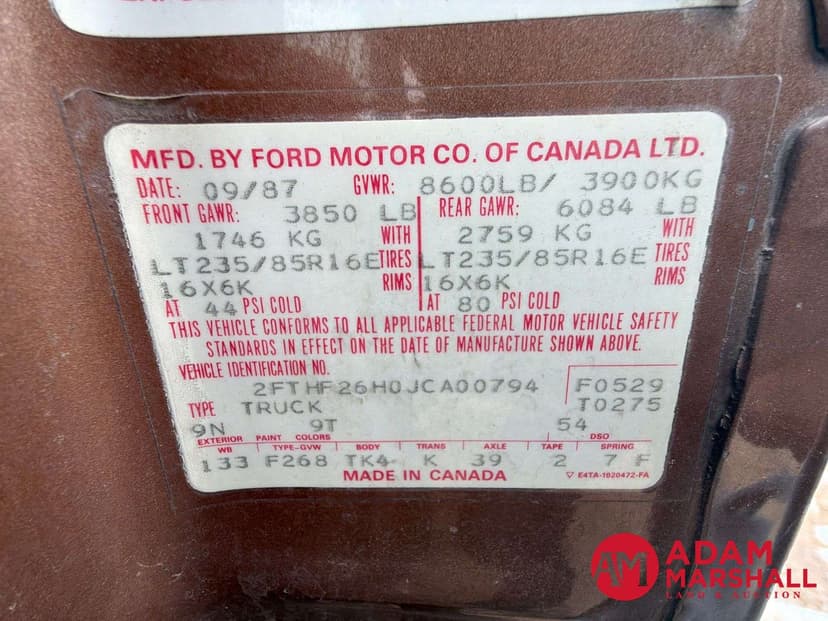 MFD. BY FORD MOTOR CO. OF CANADA LTD.
DATE: 09/87 GVWR: 8600LB/ 3900KG
FRONT GAWR: 3850 LB REAR GAWR: 6084 LB
1746 KG WITH 2759 KG WITH
LT235/85R16E TIRES LT235/85R16E TIRES
16X6K RIMS 16X6K RIMS
AT 44 PSI COLD AT 80 PSI COLD
THIS VEHICLE CONFORMS TO ALL APPLICABLE FEDERAL MOTOR VEHICLE SAFETY
STANDARDS IN EFFECT ON THE DATE OF MANUFACTURE SHOWN ABOVE.
VEHICLE IDENTIFICATION NO.
2FTHF26H0JCA00794 F0529
TYPE TRUCK T0275
9N 9T 54
EXTERIOR PAINT COLORS DSO
WB TYPE-GVW BODY TRANS AXLE TAPE SPRING
133 F268 TK4 K 39 2 7 F
MADE IN CANADA ▽ E4TA-1520472-FA
AM ADAM
MARSHALL
LAND & AUCTION